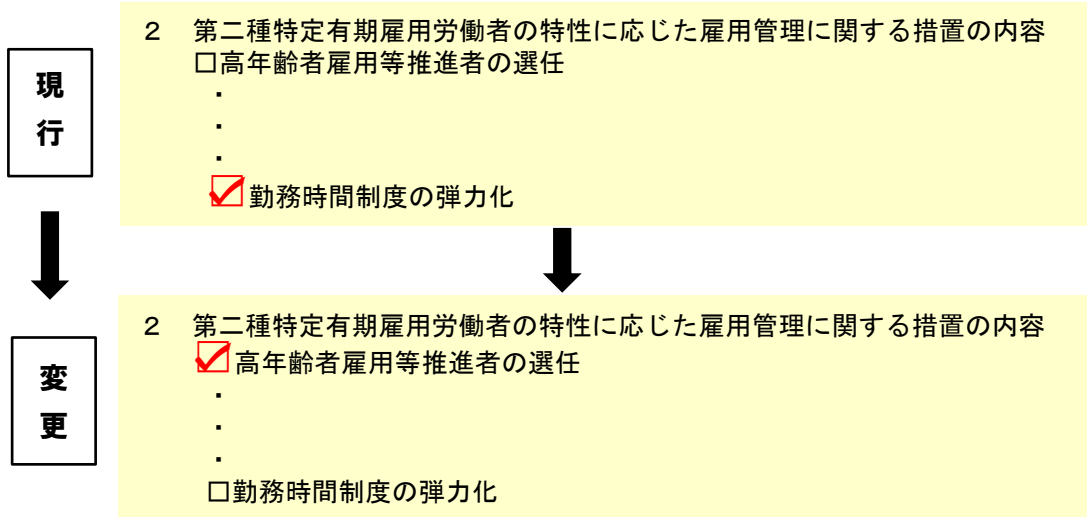 現行
２　第二種特定有期雇用労働者の特性に応じた雇用管理に関する措置の内容
□高年齢者雇用等推進者の選任
・
・
・
☑勤務時間制度の弾力化
変更
２　第二種特定有期雇用労働者の特性に応じた雇用管理に関する措置の内容
☑高年齢者雇用等推進者の選任
・
・
・
□勤務時間制度の弾力化